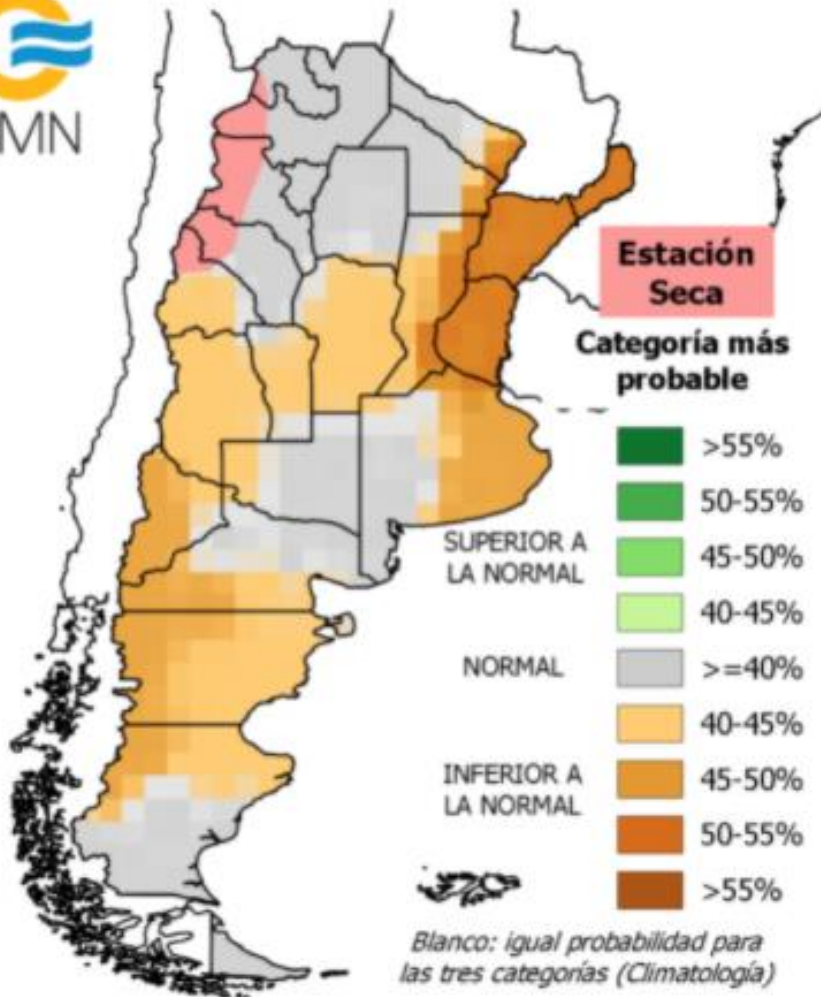 MN
Estación
Seca
Categoría más
probable
>55%
50-55%
SUPERIOR A
LA NORMAL
45-50%
40-45%
NORMAL
>=40%
40-45%
INFERIOR A
LA NORMAL
45-50%
50-55%
>55%
Blanco: igual probabilidad para
las tres categorías (Climatología)